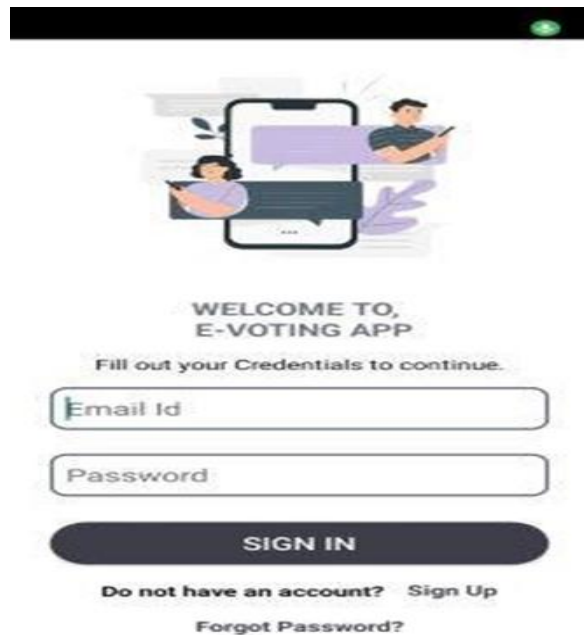 WELCOME TO,
E-VOTING APP
Fill out your Credentials to continue.
Email Id
Password
SIGN IN
Do not have an account? Sign Up
Forgot Password?